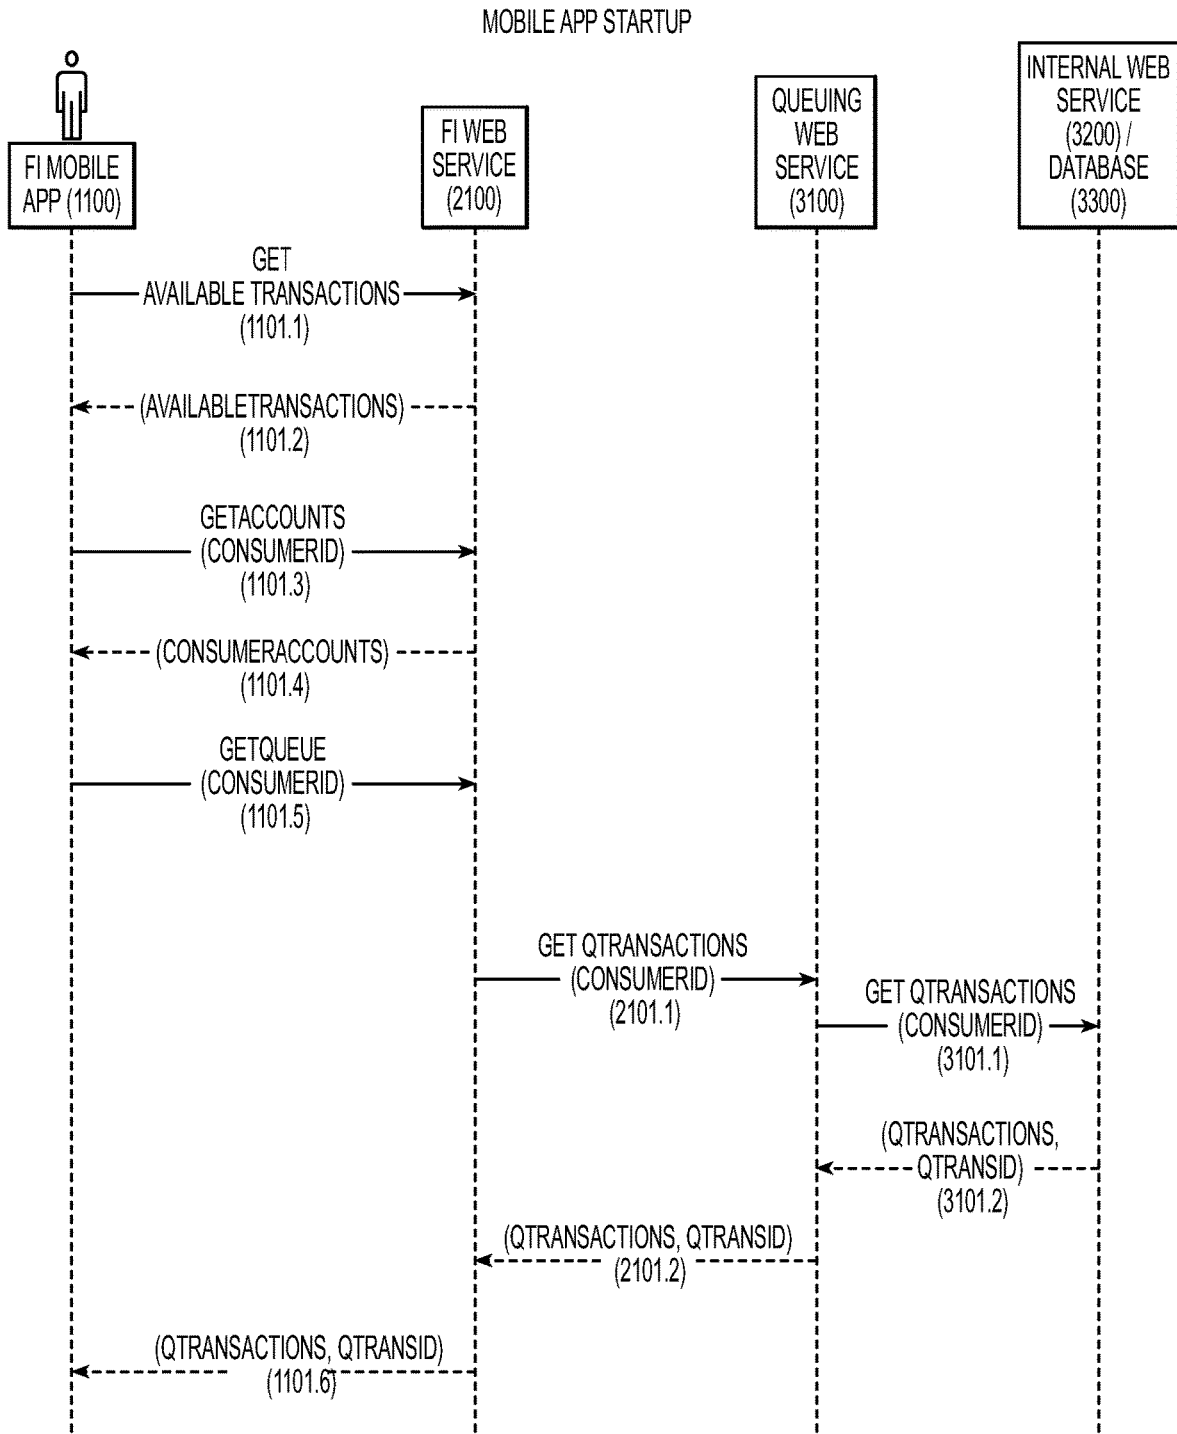 MOBILE APP STARTUP
FI MOBILE
APP (1100)
FI WEB
SERVICE
(2100)
QUEUING
WEB
SERVICE
(3100)
INTERNAL WEB
SERVICE
(3200) /
DATABASE
(3300)
GET
AVAILABLE TRANSACTIONS
(1101.1)
(AVAILABLETRANSACTIONS)
(1101.2)
GETACCOUNTS
(CONSUMERID)
(1101.3)
(CONSUMERACCOUNTS)
(1101.4)
GETQUEUE
(CONSUMERID)
(1101.5)
GET QTRANSACTIONS
(CONSUMERID)
(2101.1)
GET QTRANSACTIONS
(CONSUMERID)
(3101.1)
(QTRANSACTIONS,
QTRANSID)
(3101.2)
(QTRANSACTIONS, QTRANSID)
(2101.2)
(QTRANSACTIONS, QTRANSID)
(1101.6)